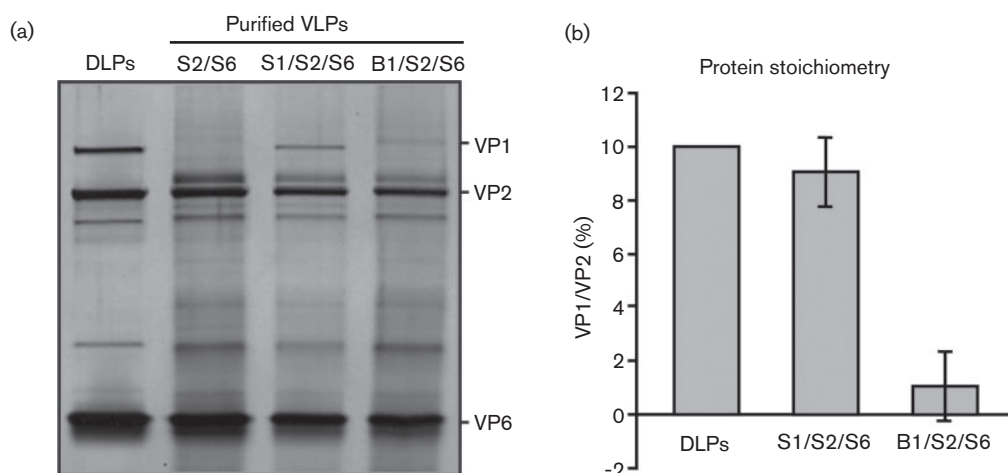 (a)
Purified VLPs
DLPs S2/S6 S1/S2/S6 B1/S2/S6
VP1
VP2
VP6
(b)
Protein stoichiometry
VP1/VP2 (%)
12
10
8
6
4
2
0
-2
DLPs S1/S2/S6 B1/S2/S6